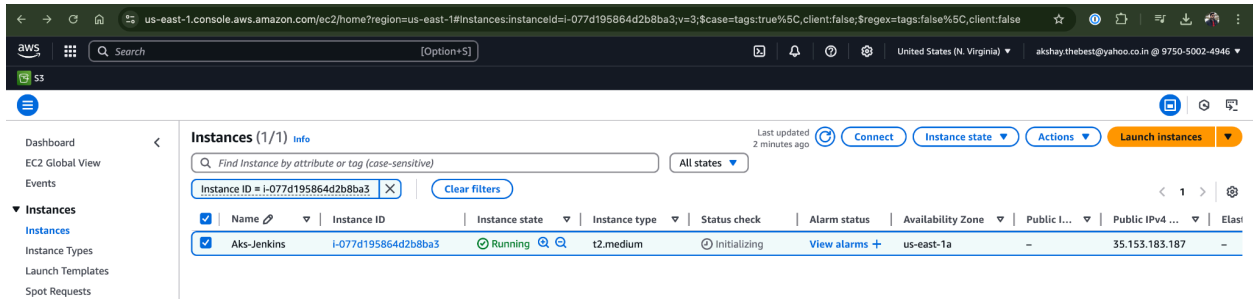 us-east-1.console.aws.amazon.com/ec2/home?region=us-east-1#Instances:instanceId=i-077d195864d2b8ba3;v=3;$case=tags:true%5C,client:false;$regex=tags:false%5C,client:false
aws Search [Option+S] United States (N. Virginia) akshay.thebest@yahoo.co.in @ 9750-5002-4946
S3
Dashboard
EC2 Global View
Events
Instances
Instances
Instance Types
Launch Templates
Spot Requests
Instances (1/1) Info
Last updated
2 minutes ago
Connect Instance state Actions Launch instances
Find Instance by attribute or tag (case-sensitive) All states
Instance ID = i-077d195864d2b8ba3 Clear filters 1
Name Instance ID Instance state Instance type Status check Alarm status Availability Zone Public I... Public IPv4 ... Elast
Aks-Jenkins i-077d195864d2b8ba3 Running t2.medium Initializing View alarms + us-east-1a – 35.153.183.187 –